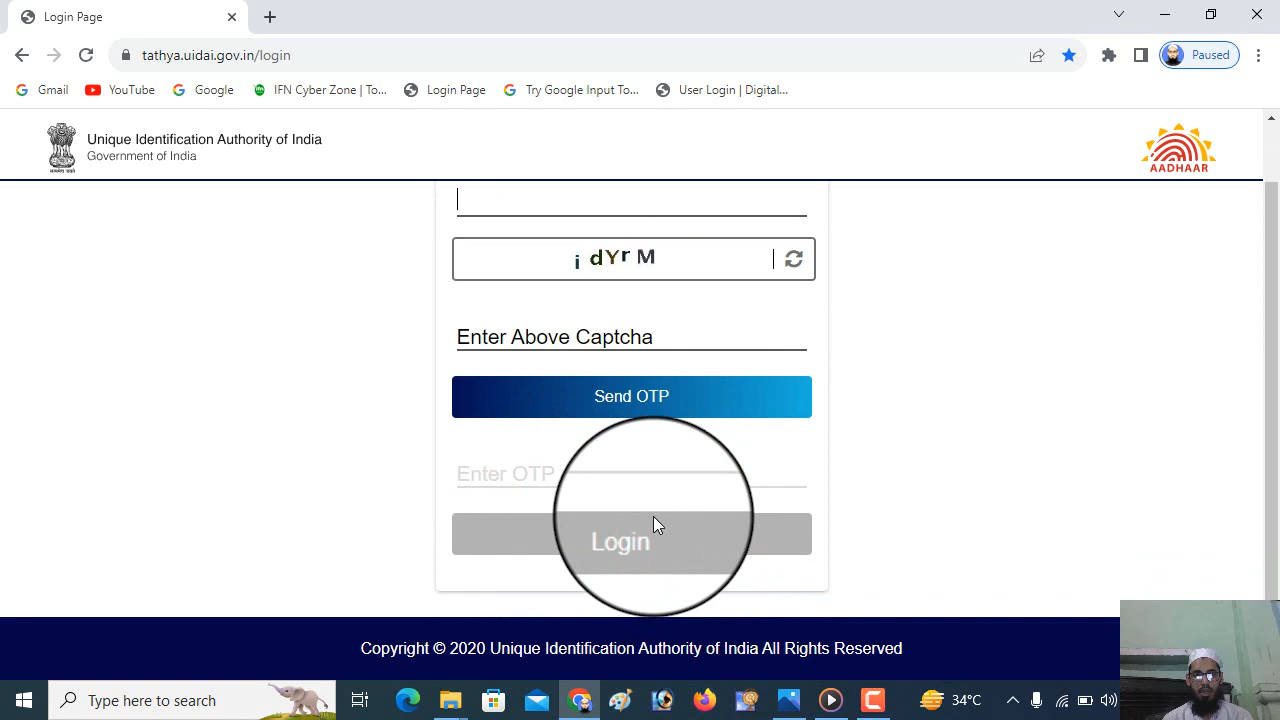 Login Page
tathya.uidai.gov.in/login
Paused
Gmail YouTube Google IFN Cyber Zone | To... Login Page Try Google Input To... User Login | Digital...
Unique Identification Authority of India
Government of India
AADHAAR
idYrM
Enter Above Captcha
Send OTP
Enter OTP
Login
Copyright © 2020 Unique Identification Authority of India All Rights Reserved
Type here to search
34°C